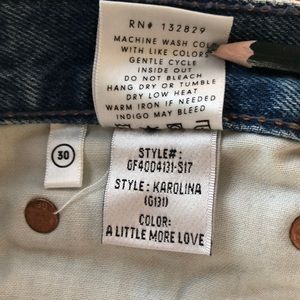 RN# 132829
MACHINE WASH COLD
WITH LIKE COLORS
GENTLE CYCLE
INSIDE OUT
DO NOT BLEACH
HANG DRY OR TUMBLE
DRY LOW HEAT
WARM IRON IF NEEDED
INDIGO MAY BLEED
30
STYLE#:
GF40D4131-S17
STYLE: KAROLINA
(G131)
COLOR:
A LITTLE MORE LOVE